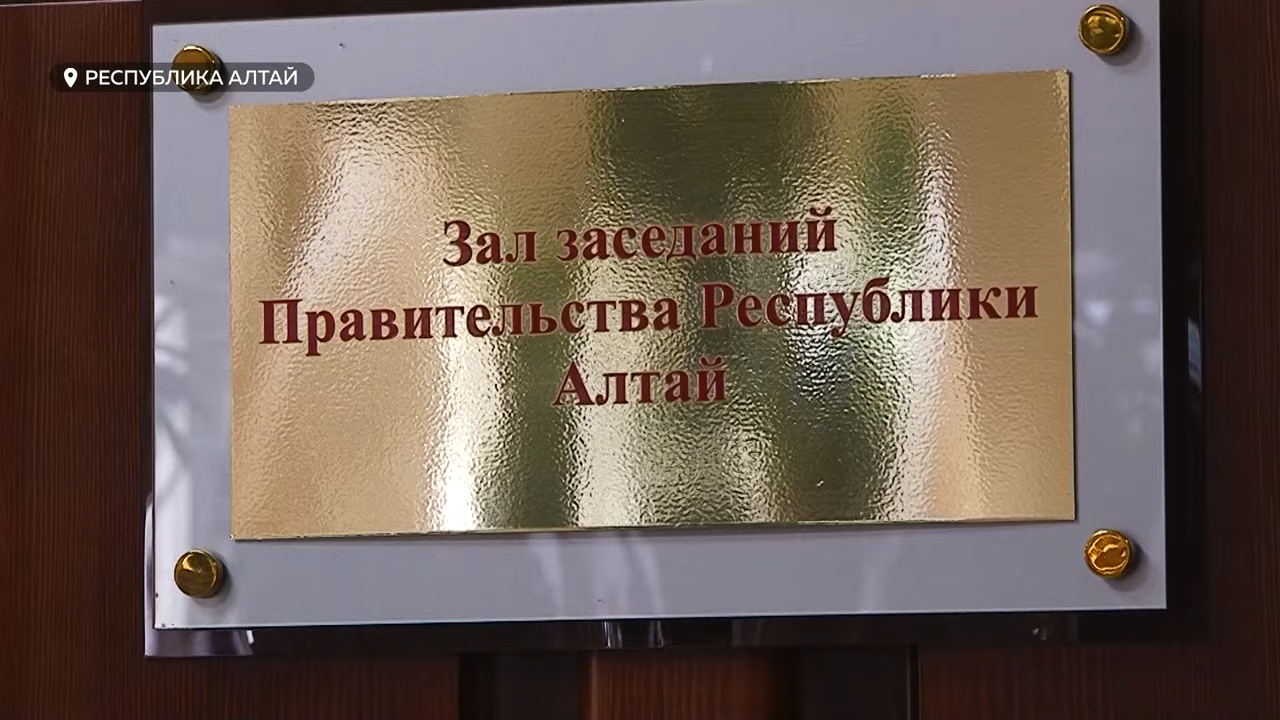 РЕСПУБЛИКА АЛТАЙ
Зал заседаний
Правительства Республики
Алтай